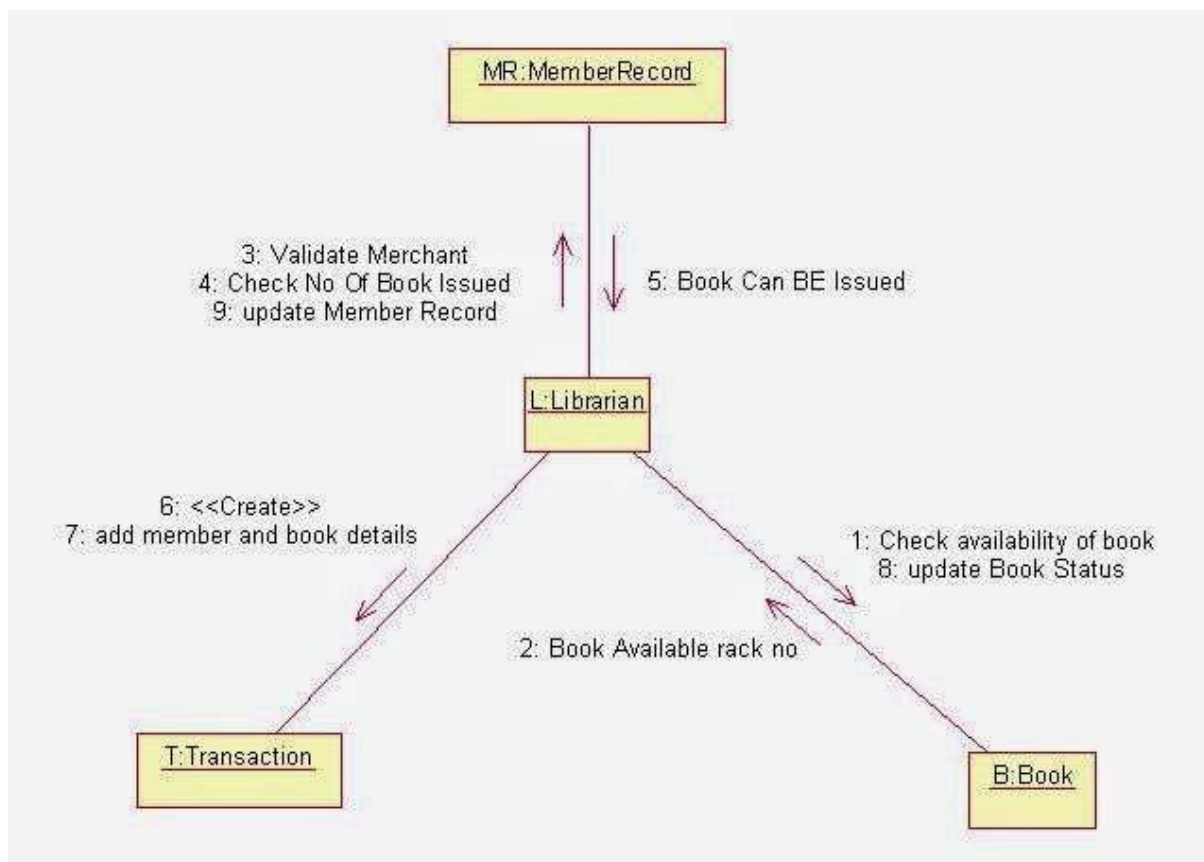 MR:MemberRecord
3: Validate Merchant
4: Check No Of Book Issued
9: update Member Record
5: Book Can BE Issued
L:Librarian
6: <<Create>>
7: add member and book details
1: Check availability of book
8: update Book Status
2: Book Available rack no
T:Transaction
B:Book